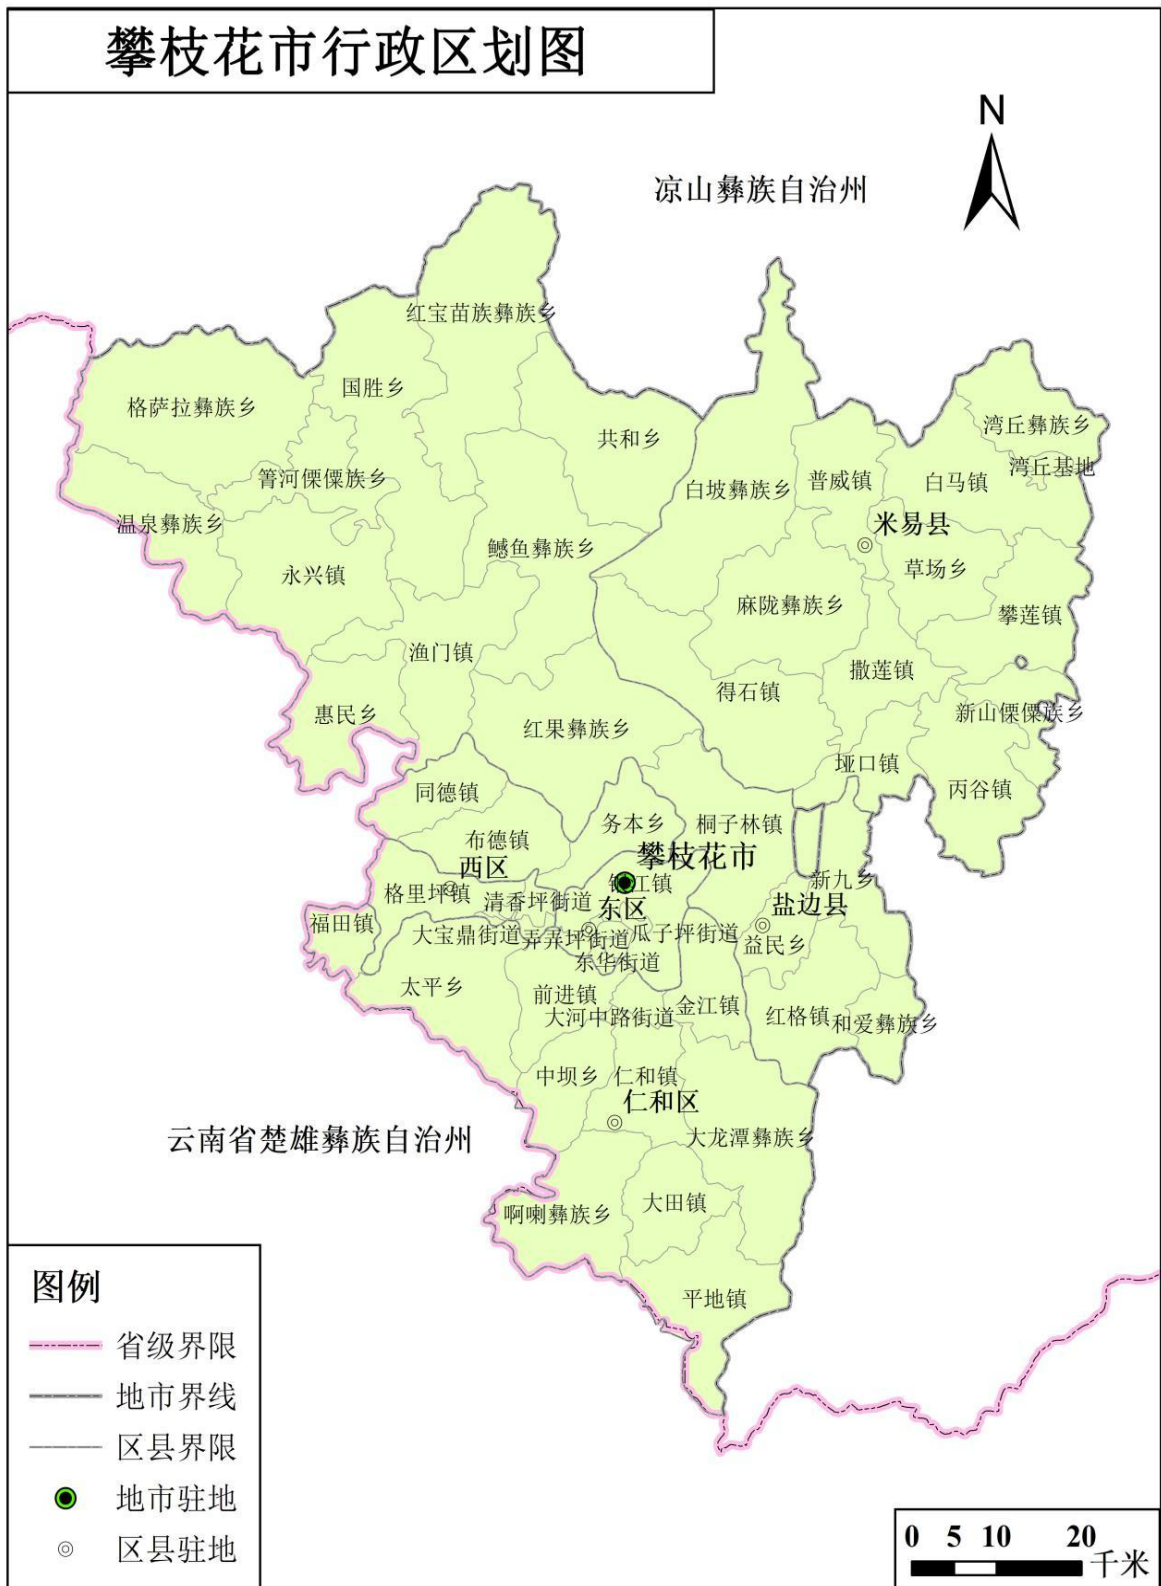 攀枝花市行政区划图
N
凉山彝族自治州
红宝苗族彝族乡
国胜乡
格萨拉彝族乡
共和乡
湾丘彝族乡
湾丘基地
箐河傈僳族乡
白坡彝族乡
普威镇
白马镇
温泉彝族乡
米易县
鳡鱼彝族乡
永兴镇
草场乡
麻陇彝族乡
攀莲镇
渔门镇
撒莲镇
得石镇
惠民乡
红果彝族乡
新山傈僳族乡
垭口镇
同德镇
丙谷镇
务本乡
桐子林镇
布德镇
攀枝花市
西区
新九乡
格里坪镇
清香坪街道
东区
盐边县
福田镇
大宝鼎街道
弄弄坪街道
瓜子坪街道
益民乡
东华街道
太平乡
前进镇
金江镇
大河中路街道
红格镇
和爱彝族乡
中坝乡
仁和镇
仁和区
云南省楚雄彝族自治州
大龙潭彝族乡
大田镇
啊喇彝族乡
平地镇
图例
省级界限
地市界线
区县界限
地市驻地
区县驻地
0 5 10 20
千米